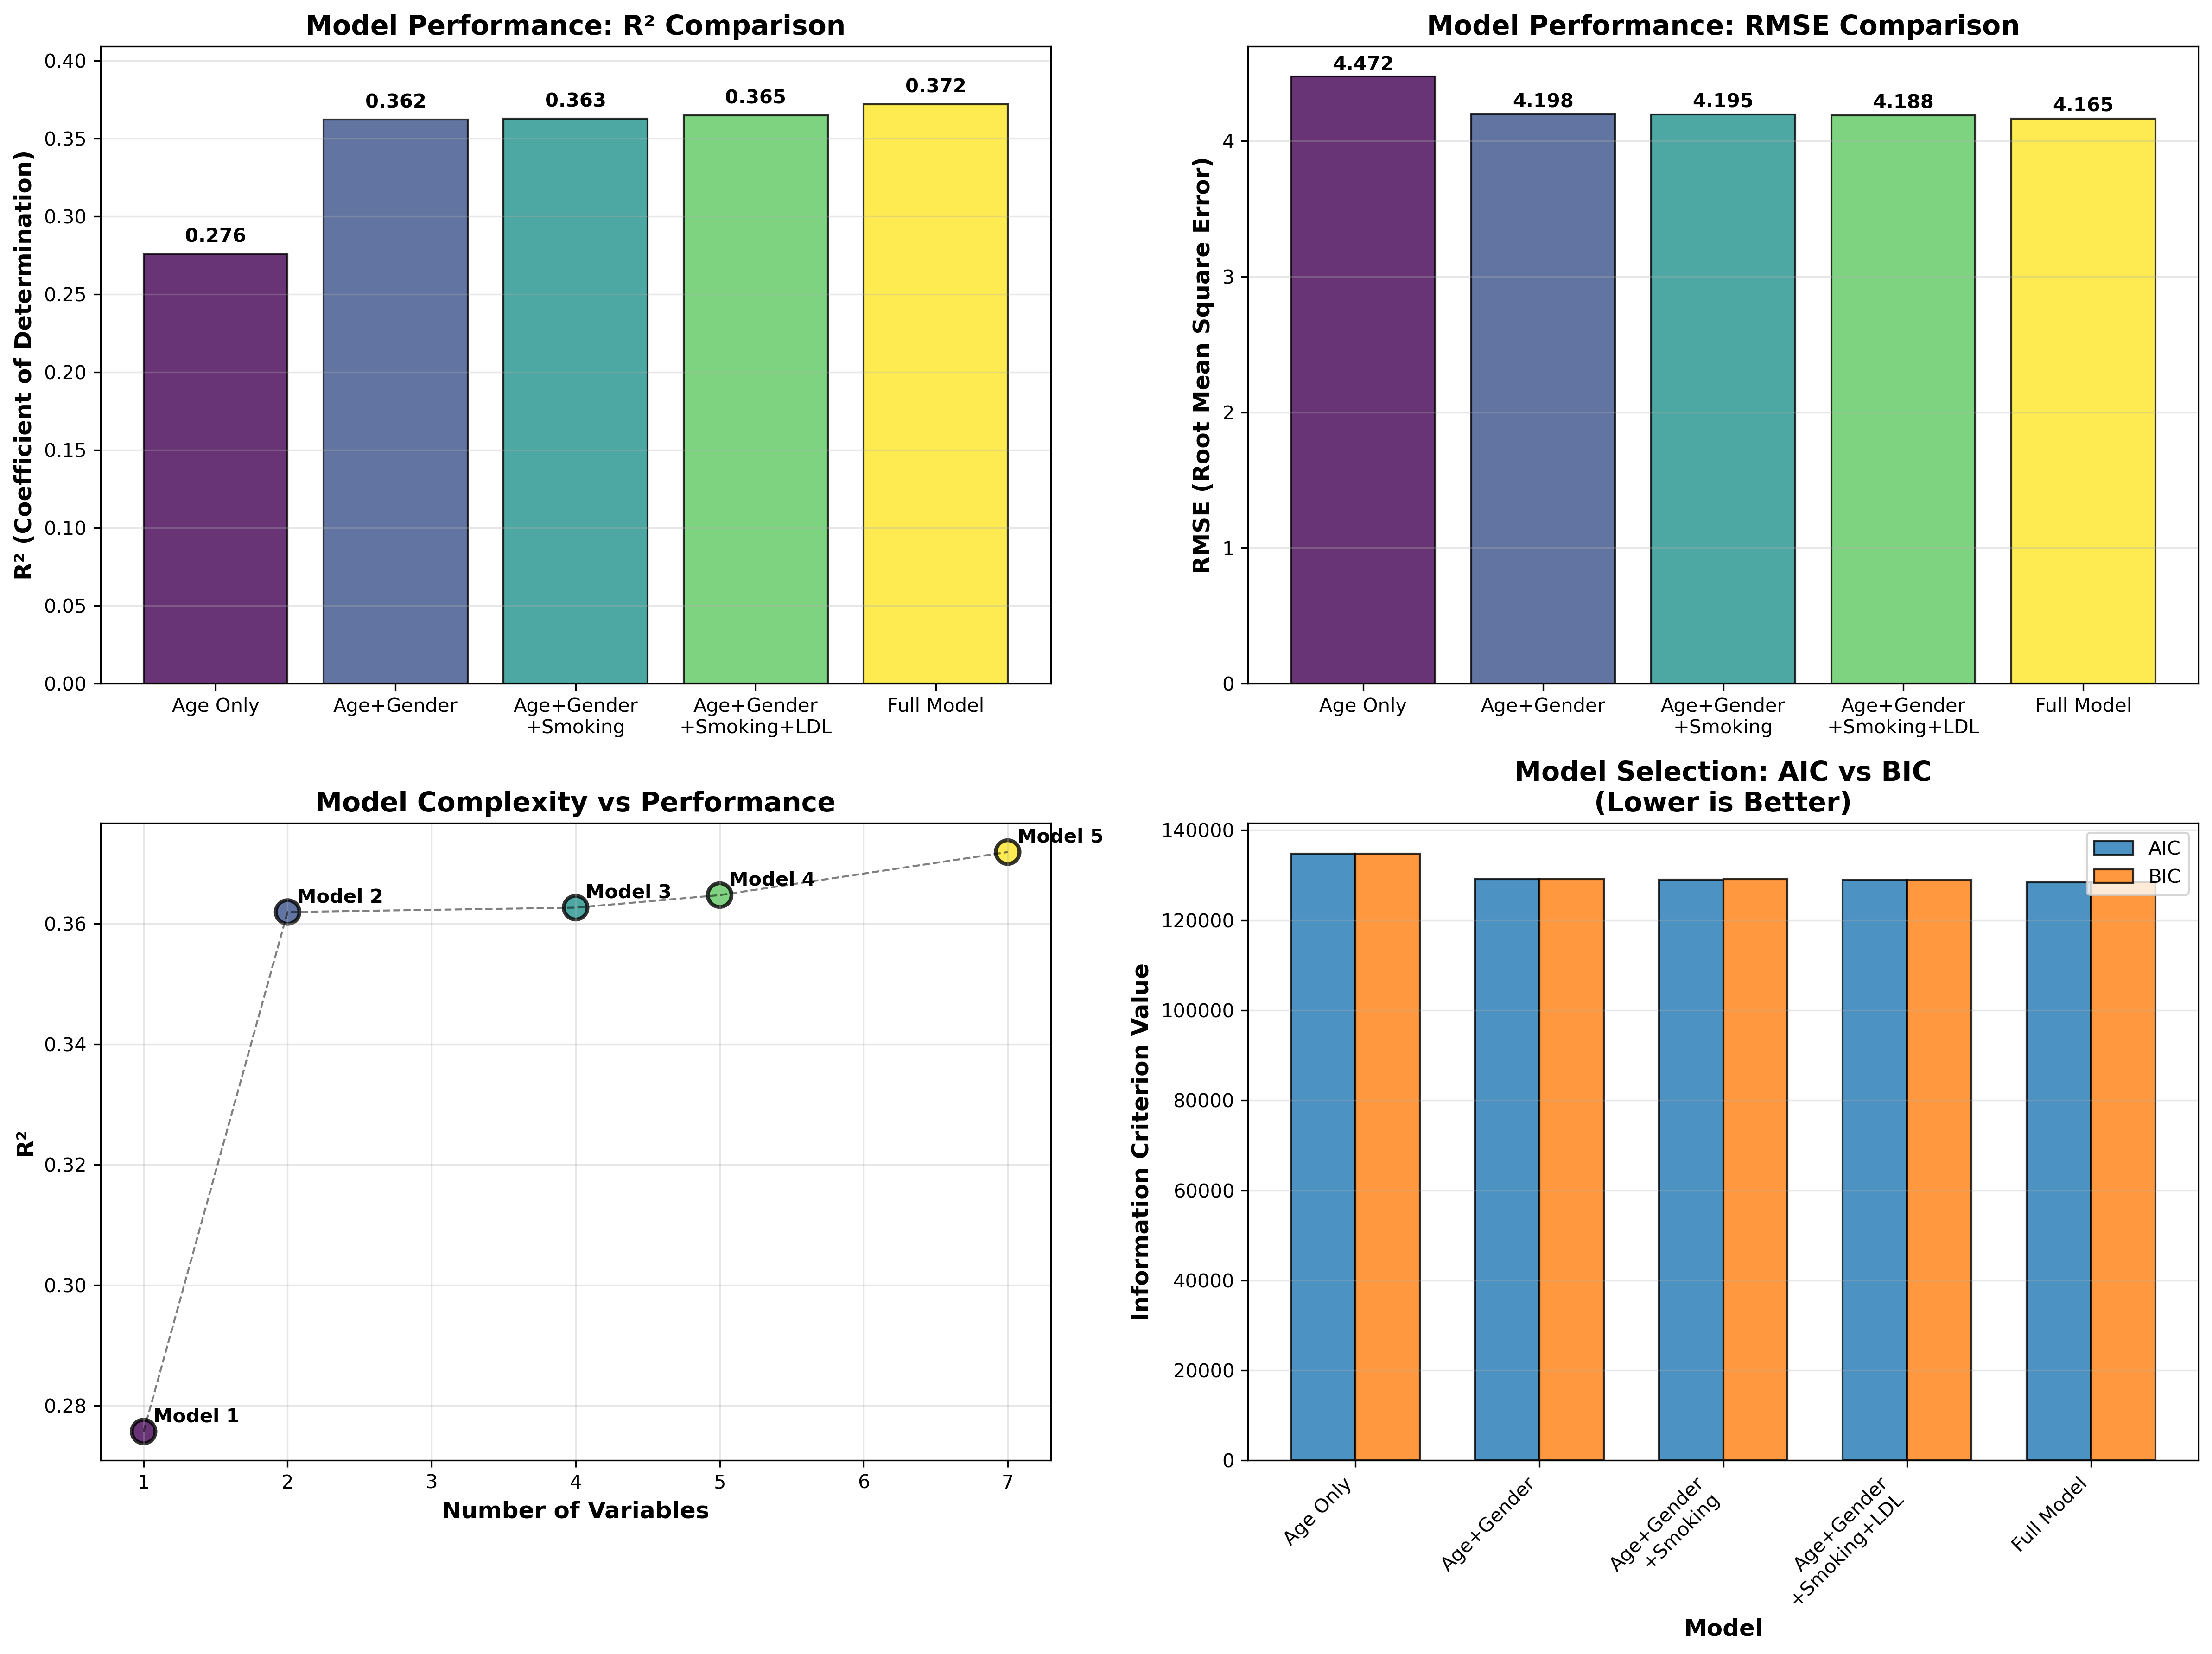 Model Performance: R² Comparison
R² (Coefficient of Determination)
0.40
0.35
0.30
0.25
0.20
0.15
0.10
0.05
0.00
0.276
0.362
0.363
0.365
0.372
Age Only
Age+Gender
Age+Gender
+Smoking
Age+Gender
+Smoking+LDL
Full Model
Model Performance: RMSE Comparison
RMSE (Root Mean Square Error)
4
3
2
1
0
4.472
4.198
4.195
4.188
4.165
Age Only
Age+Gender
Age+Gender
+Smoking
Age+Gender
+Smoking+LDL
Full Model
Model Complexity vs Performance
R²
0.36
0.34
0.32
0.30
0.28
Model 1
Model 2
Model 3
Model 4
Model 5
1
2
3
4
5
6
7
Number of Variables
Model Selection: AIC vs BIC
(Lower is Better)
Information Criterion Value
140000
120000
100000
80000
60000
40000
20000
0
AIC
BIC
Age Only
Age+Gender
Age+Gender
+Smoking
Age+Gender
+Smoking+LDL
Full Model
Model